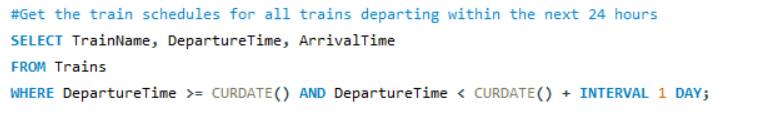 #Get the train schedules for all trains departing within the next 24 hours
SELECT TrainName, DepartureTime, ArrivalTime
FROM Trains
WHERE DepartureTime >= CURDATE() AND DepartureTime < CURDATE() + INTERVAL 1 DAY;